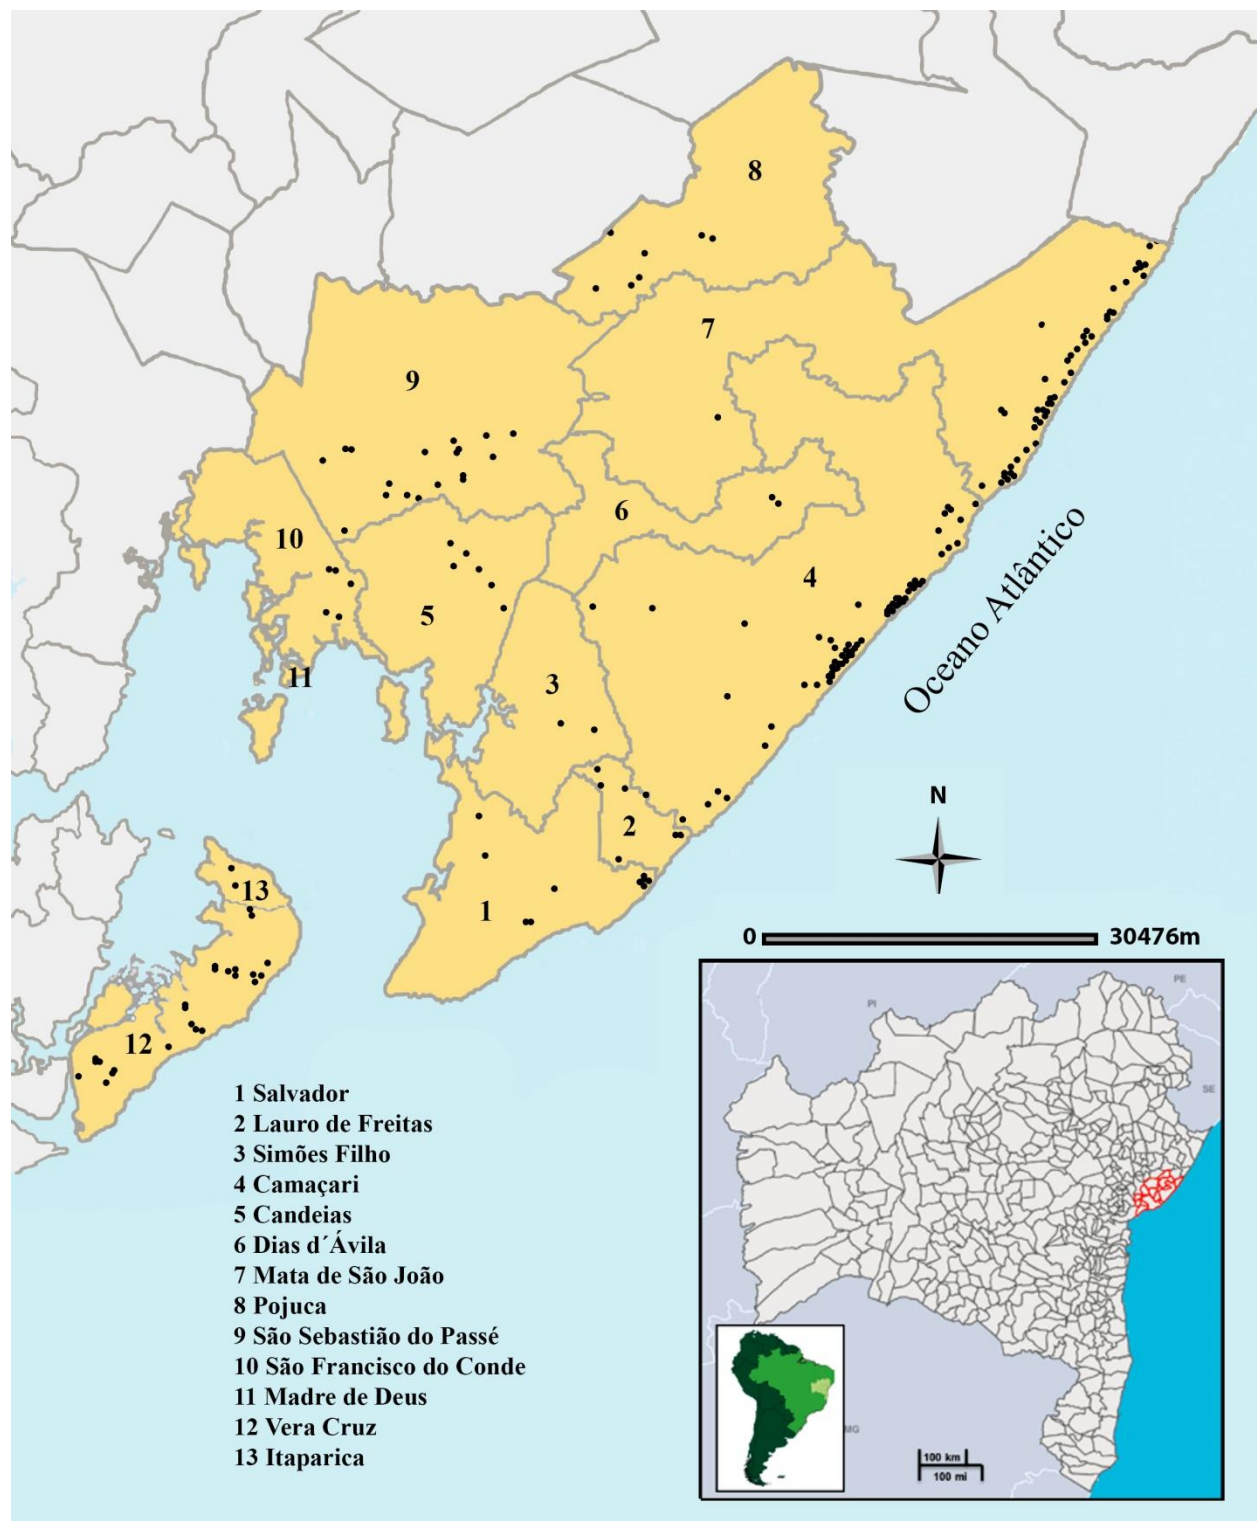 8
7
9
6
10
4
5
11
3
Oceano Atlântico
N
2
13
1
0 30476m
12
PE
PI
SE
MG
100 km
100 mi
1 Salvador
2 Lauro de Freitas
3 Simões Filho
4 Camaçari
5 Candeias
6 Dias d´Ávila
7 Mata de São João
8 Pojuca
9 São Sebastião do Passé
10 São Francisco do Conde
11 Madre de Deus
12 Vera Cruz
13 Itaparica